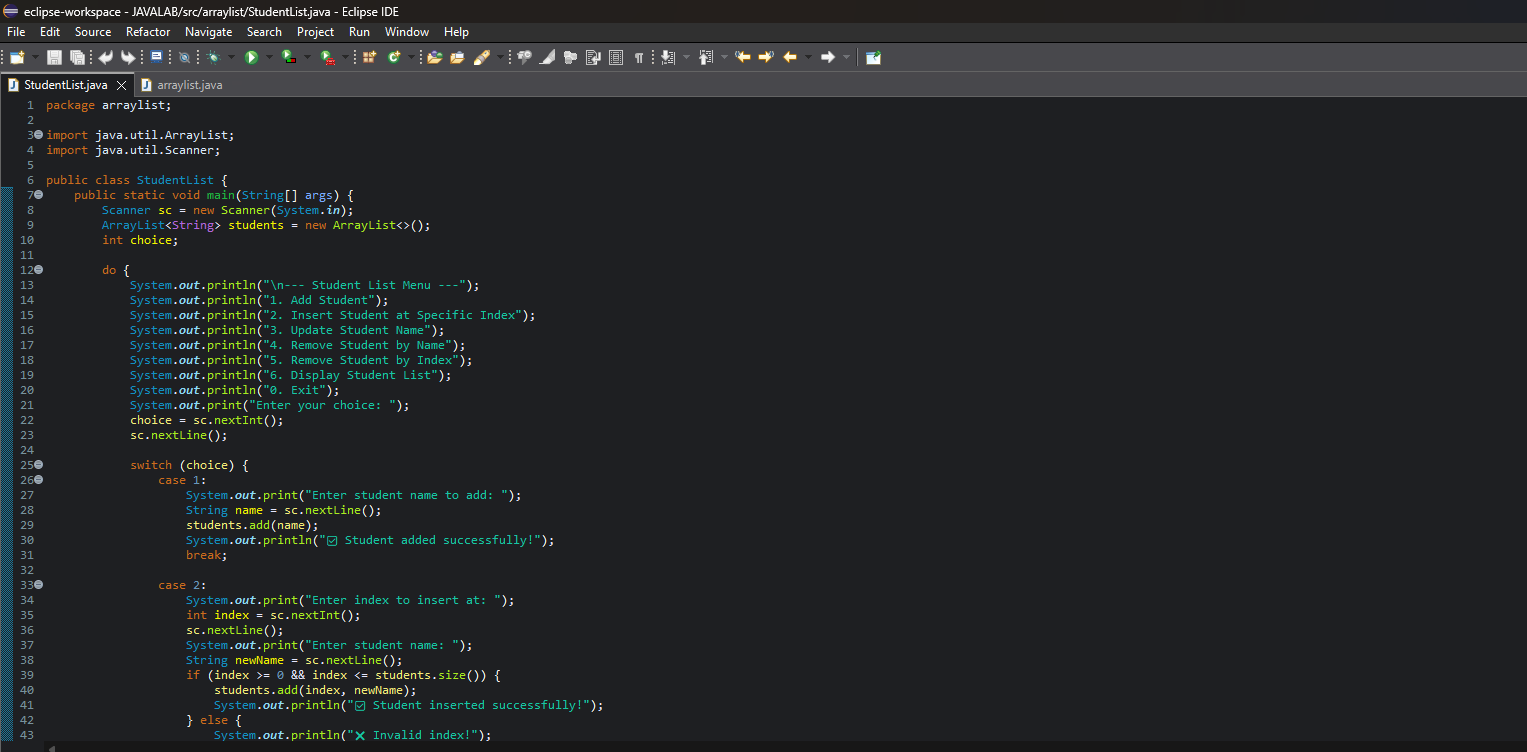 eclipse-workspace - JAVALAB/src/arraylist/StudentList.java - Eclipse IDE
File Edit Source Refactor Navigate Search Project Run Window Help
StudentList.java arraylist.java
1 package arraylist;
2
3 import java.util.ArrayList;
4 import java.util.Scanner;
5
6 public class StudentList {
7     public static void main(String[] args) {
8         Scanner sc = new Scanner(System.in);
9         ArrayList<String> students = new ArrayList<>();
10         int choice;
11
12         do {
13             System.out.println("\n--- Student List Menu ---");
14             System.out.println("1. Add Student");
15             System.out.println("2. Insert Student at Specific Index");
16             System.out.println("3. Update Student Name");
17             System.out.println("4. Remove Student by Name");
18             System.out.println("5. Remove Student by Index");
19             System.out.println("6. Display Student List");
20             System.out.println("0. Exit");
21             System.out.print("Enter your choice: ");
22             choice = sc.nextInt();
23             sc.nextLine();
24
25             switch (choice) {
26                 case 1:
27                     System.out.print("Enter student name to add: ");
28                     String name = sc.nextLine();
29                     students.add(name);
30                     System.out.println("✅ Student added successfully!");
31                     break;
32
33                 case 2:
34                     System.out.print("Enter index to insert at: ");
35                     int index = sc.nextInt();
36                     sc.nextLine();
37                     System.out.print("Enter student name: ");
38                     String newName = sc.nextLine();
39                     if (index >= 0 && index <= students.size()) {
40                         students.add(index, newName);
41                         System.out.println("✅ Student inserted successfully!");
42                     } else {
43                         System.out.println("❌ Invalid index!");